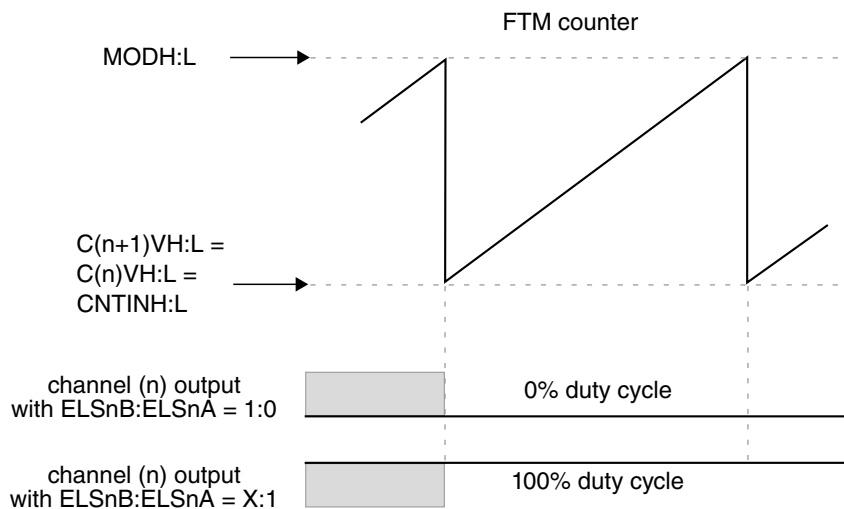 FTM counter
MODH:L
C(n+1)VH:L =
C(n)VH:L =
CNTINH:L
channel (n) output
with ELSnB:ELSnA = 1:0
0% duty cycle
channel (n) output
with ELSnB:ELSnA = X:1
100% duty cycle